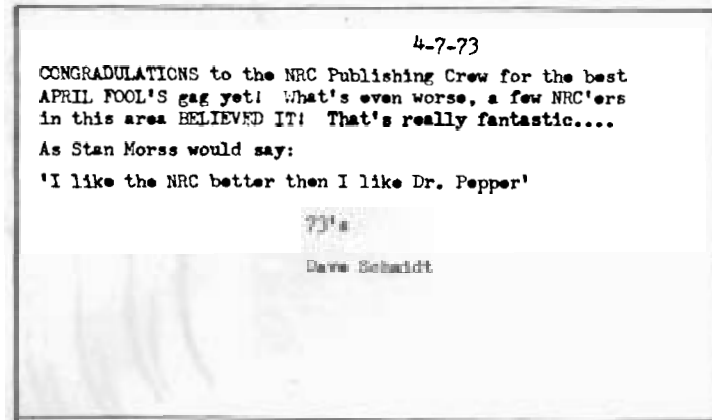 4-7-73
CONGRADULATIONS to the NRC Publishing Crew for the best
APRIL FOOL'S gag yet! What's even worse, a few NRC'ers
in this area BELIEVED IT! That's really fantastic....
As Stan Morss would say:
'I like the NRC better then I like Dr. Pepper'
73's
Dave Schmidt